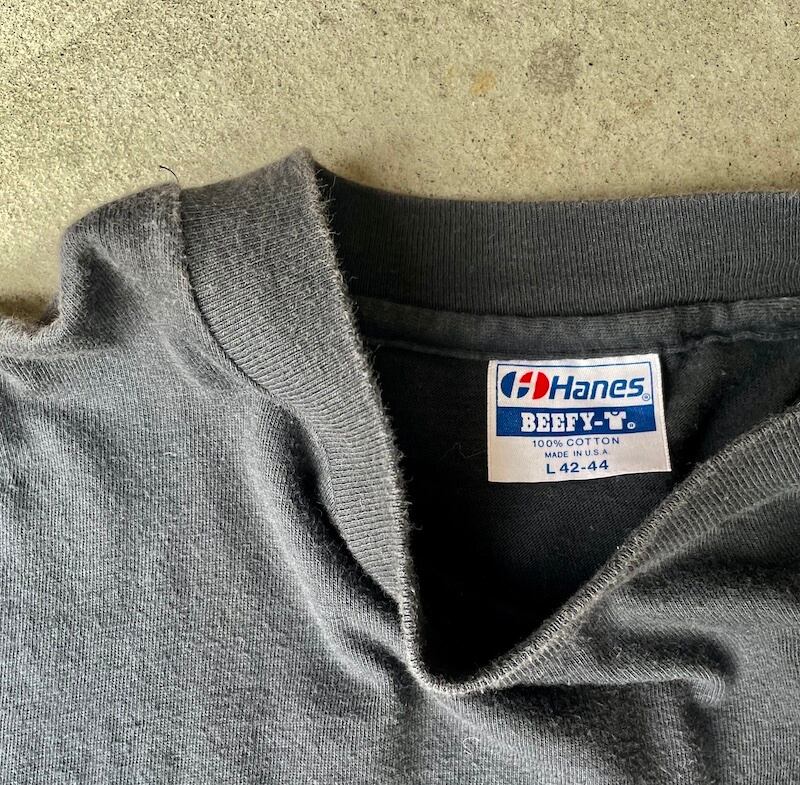 Hanes®
BEEFY-T®
100% COTTON
MADE IN U.S.A.
L 42-44